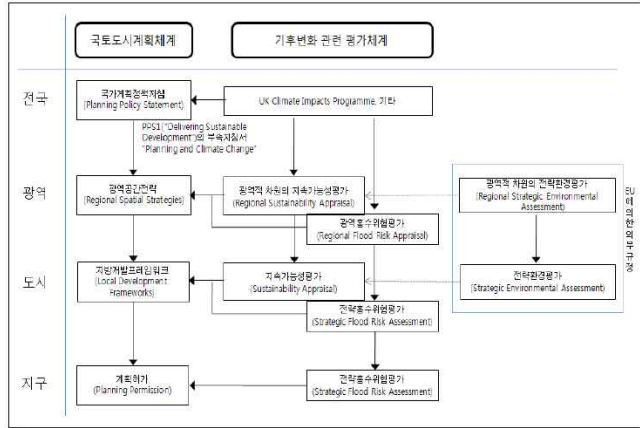 국토도시계획체계
기후변화 관련 평가체계
전국
국가계획정책지침
(Planning Policy Statement)
UK Climate Impacts Programme, 기타
PPS1("Delivering Sustainable
Development")의 부속지침서
"Planning and Climate Change"
광역
광역공간전략
(Regional Spatial Strategies)
광역적 차원의 지속가능성평가
(Regional Sustainability Appraisal)
광역적 차원의 전략환경평가
(Regional Strategic Environmental
Assessment)
EU에 의한 의무규정
광역홍수위험평가
(Regional Flood Risk Appraisal)
도시
지방개발프레임워크
(Local Development
Frameworks)
지속가능성평가
(Sustainability Appraisal)
전략환경평가
(Strategic Environmental Assessment)
전략홍수위험평가
(Strategic Flood Risk Assessment)
지구
계획허가
(Planning Permission)
전략홍수위험평가
(Strategic Flood Risk Assessment)